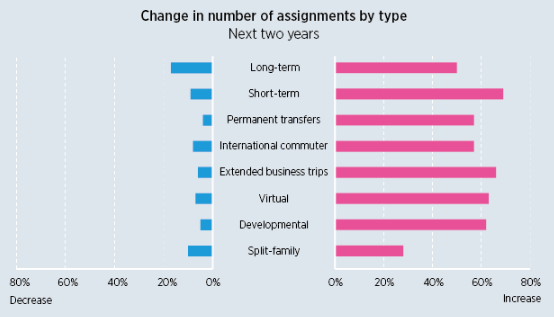 Change in number of assignments by type
Next two years
Long-term
Short-term
Permanent transfers
International commuter
Extended business trips
Virtual
Developmental
Split-family
80% 60% 40% 20% 0% 0% 20% 40% 60% 80%
Decrease Increase